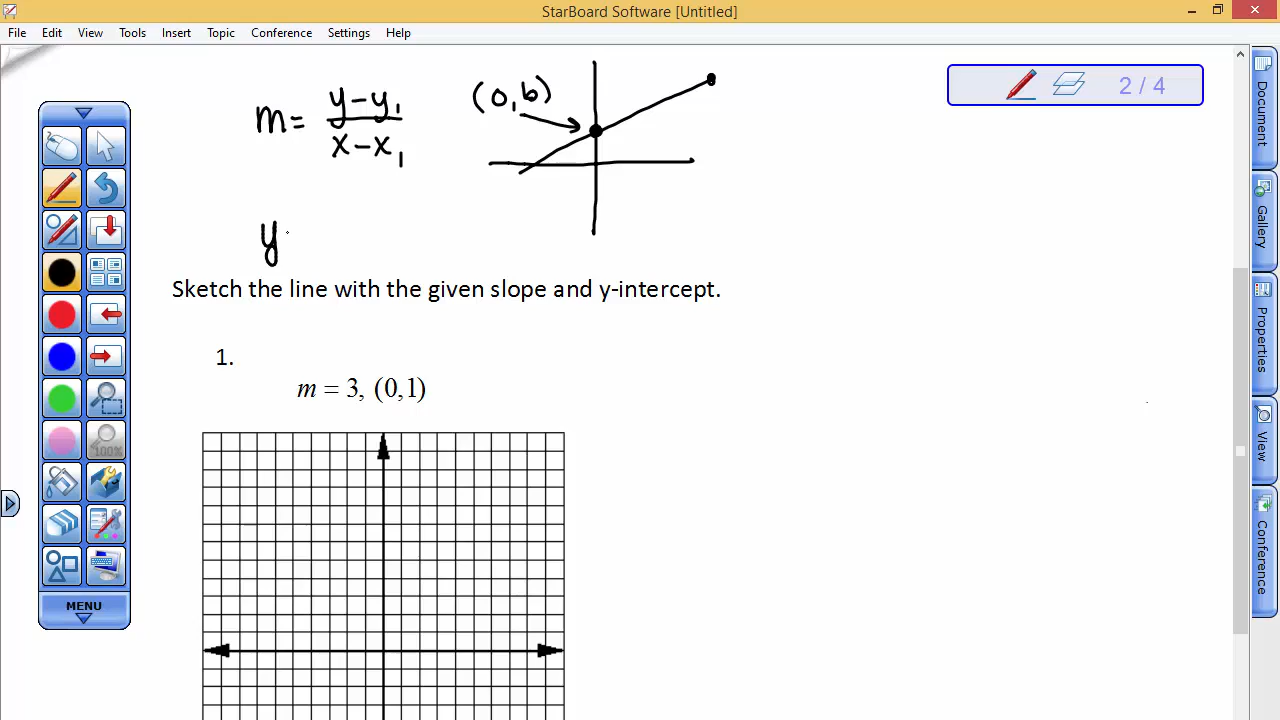 StarBoard Software [Untitled]
File Edit View Tools Insert Topic Conference Settings Help
2 / 4
m = y - y₁ / x - x₁
(0, b)
y
Sketch the line with the given slope and y-intercept.
1.
m = 3, (0,1)
100%
MENU
Document
Gallery
Properties
View
Conference